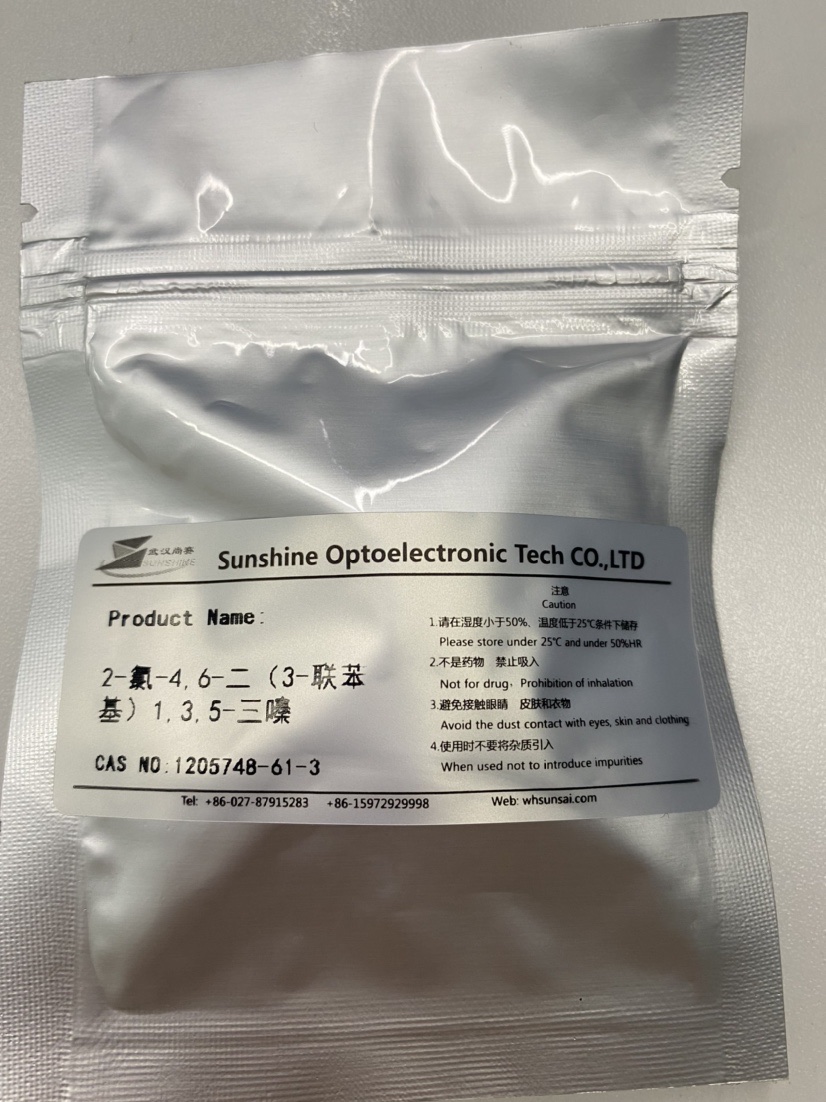 武汉尚赛
SUNSHINE
Sunshine Optoelectronic Tech CO.,LTD
Product Name:
2-氯-4,6-二（3-联苯
基）1,3,5-三嗪
CAS NO:1205748-61-3
注意
Caution
1.请在湿度小于50%、温度低于25℃条件下储存
Please store under 25℃ and under 50%HR
2.不是药物 禁止吸入
Not for drug，Prohibition of inhalation
3.避免接触眼睛 皮肤和衣物
Avoid the dust contact with eyes, skin and clothing
4.使用时不要将杂质引入
When used not to introduce impurities
Tel: +86-027-87915283 +86-15972929998 Web: whsunsai.com